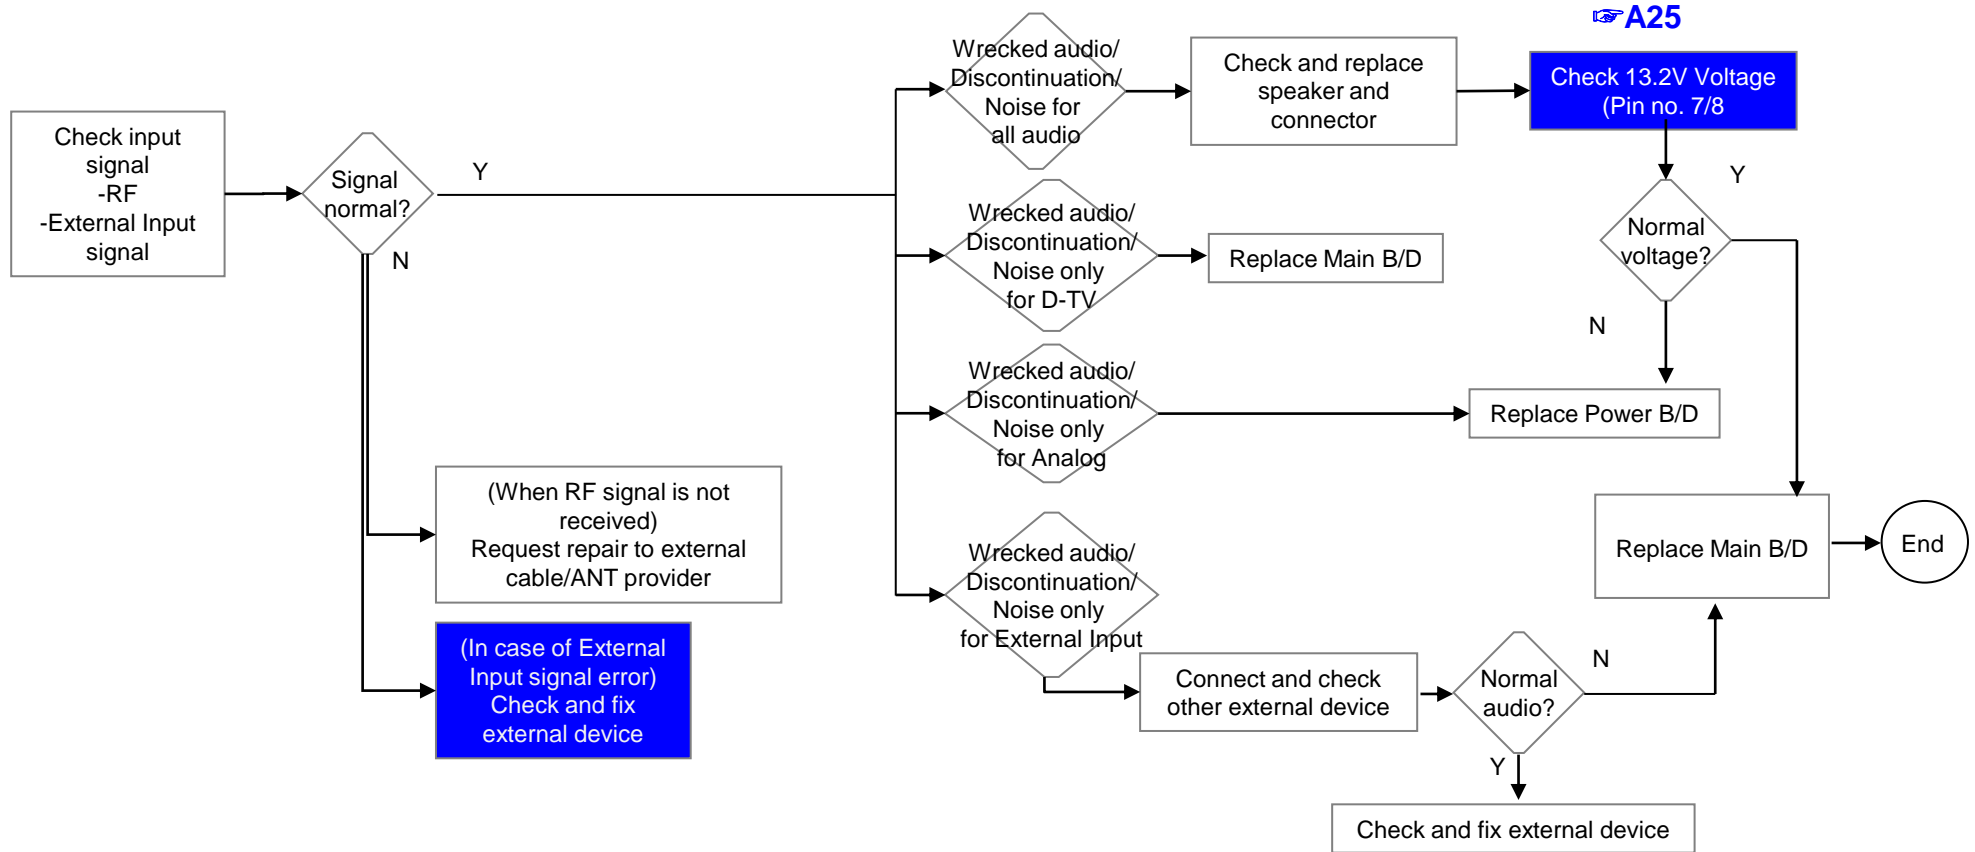 ☞A25
Check input
signal
-RF
-External Input
signal
Signal
normal?
Y
N
(When RF signal is not
received)
Request repair to external
cable/ANT provider
(In case of External
Input signal error)
Check and fix
external device
Wrecked audio/
Discontinuation/
Noise for
all audio
Check and replace
speaker and
connector
Check 13.2V Voltage
(Pin no. 7/8
Y
Normal
voltage?
N
Wrecked audio/
Discontinuation/
Noise only
for D-TV
Replace Main B/D
Wrecked audio/
Discontinuation/
Noise only
for Analog
Replace Power B/D
Wrecked audio/
Discontinuation/
Noise only
for External Input
Connect and check
other external device
Normal
audio?
N
Y
Replace Main B/D
End
Check and fix external device